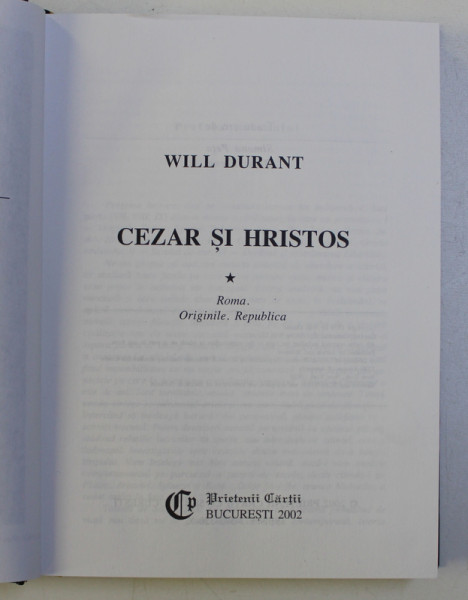 WILL DURANT
CEZAR ȘI HRISTOS
★
Roma.
Originile. Republica
Cp Prietenii Cărții
BUCUREȘTI 2002